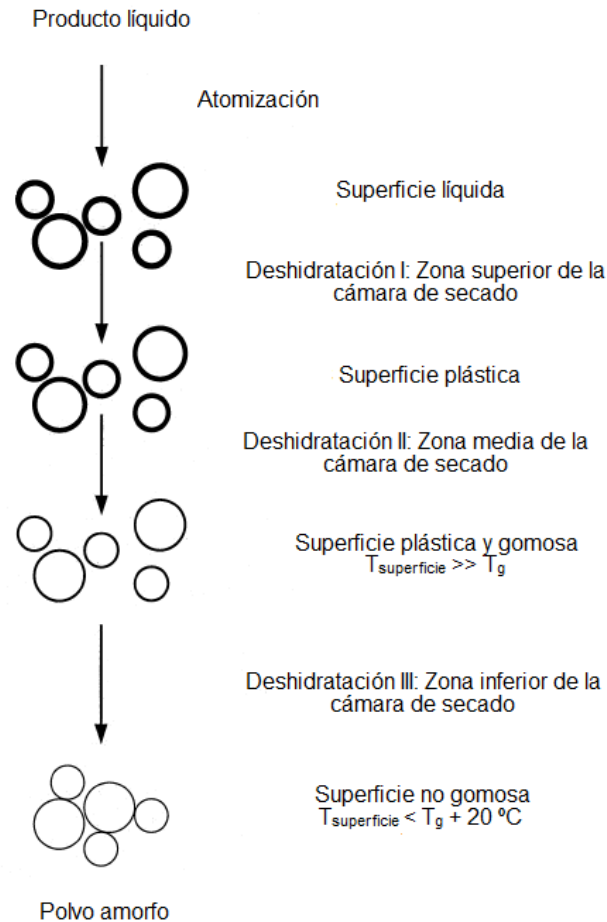 Producto líquido
Atomización
Superficie líquida
Deshidratación I: Zona superior de la
cámara de secado
Superficie plástica
Deshidratación II: Zona media de la
cámara de secado
Superficie plástica y gomosa
Tsuperficie >> Tg
Deshidratación III: Zona inferior de la
cámara de secado
Superficie no gomosa
Tsuperficie < Tg + 20 ºC
Polvo amorfo